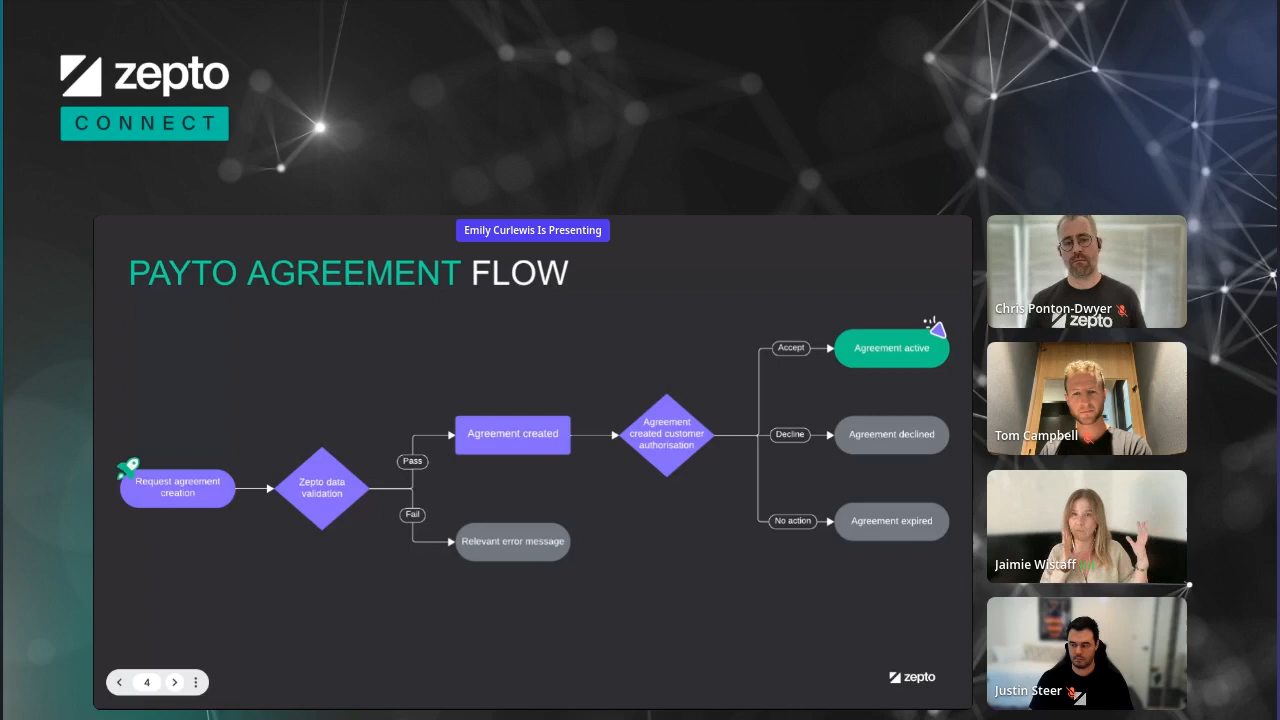 zepto
CONNECT
Emily Curlewis Is Presenting
PAYTO AGREEMENT FLOW
Request agreement
creation
Zepto data
validation
Pass
Fail
Agreement created
Relevant error message
Agreement
created customer
authorisation
Accept
Decline
No action
Agreement active
Agreement declined
Agreement expired
4
zepto
Chris Ponton-Dwyer
zepto
Tom Campbell
Jaimie Wistaff
Justin Steer